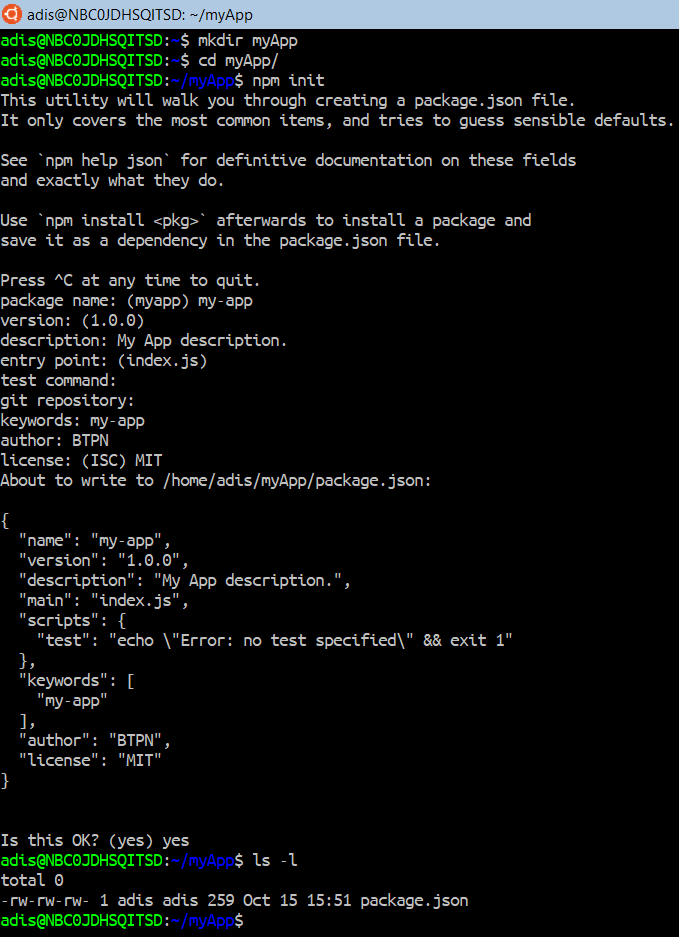 adis@NBC0JDHSQITSD: ~/myApp
adis@NBC0JDHSQITSD:~$ mkdir myApp
adis@NBC0JDHSQITSD:~$ cd myApp/
adis@NBC0JDHSQITSD:~/myApp$ npm init
This utility will walk you through creating a package.json file.
It only covers the most common items, and tries to guess sensible defaults.

See `npm help json` for definitive documentation on these fields
and exactly what they do.

Use `npm install <pkg>` afterwards to install a package and
save it as a dependency in the package.json file.

Press ^C at any time to quit.
package name: (myapp) my-app
version: (1.0.0)
description: My App description.
entry point: (index.js)
test command:
git repository:
keywords: my-app
author: BTPN
license: (ISC) MIT
About to write to /home/adis/myApp/package.json:

{
  "name": "my-app",
  "version": "1.0.0",
  "description": "My App description.",
  "main": "index.js",
  "scripts": {
    "test": "echo \"Error: no test specified\" && exit 1"
  },
  "keywords": [
    "my-app"
  ],
  "author": "BTPN",
  "license": "MIT"
}

Is this OK? (yes) yes
adis@NBC0JDHSQITSD:~/myApp$ ls -l
total 0
-rw-rw-rw- 1 adis adis 259 Oct 15 15:51 package.json
adis@NBC0JDHSQITSD:~/myApp$